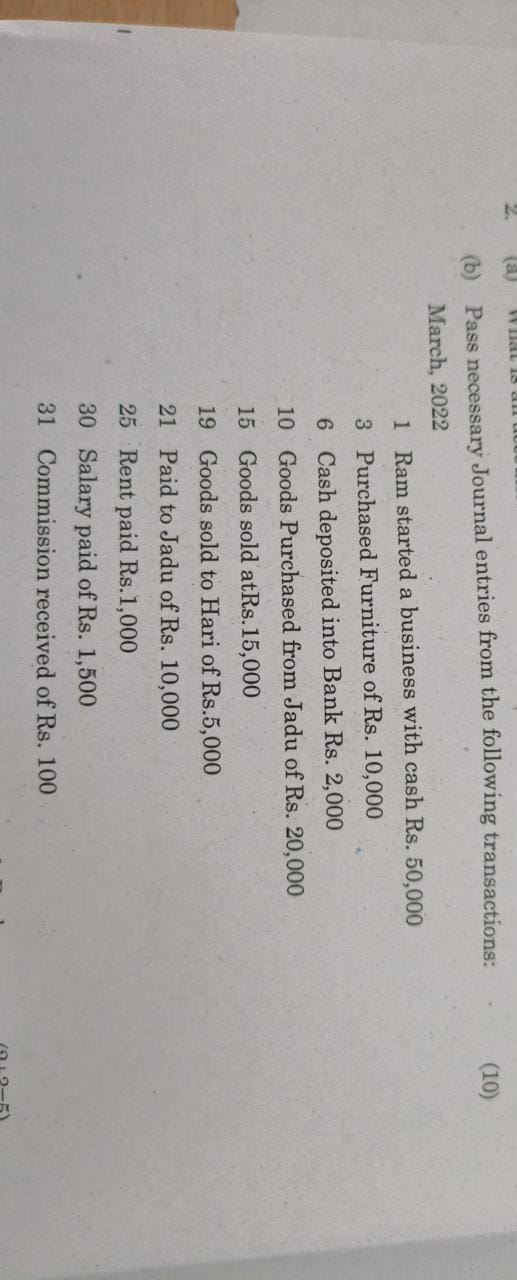 2. (a) What is an
(b) Pass necessary Journal entries from the following transactions: (10)
March, 2022
1 Ram started a business with cash Rs. 50,000
3 Purchased Furniture of Rs. 10,000
6 Cash deposited into Bank Rs. 2,000
10 Goods Purchased from Jadu of Rs. 20,000
15 Goods sold atRs.15,000
19 Goods sold to Hari of Rs.5,000
21 Paid to Jadu of Rs. 10,000
25 Rent paid Rs.1,000
30 Salary paid of Rs. 1,500
31 Commission received of Rs. 100